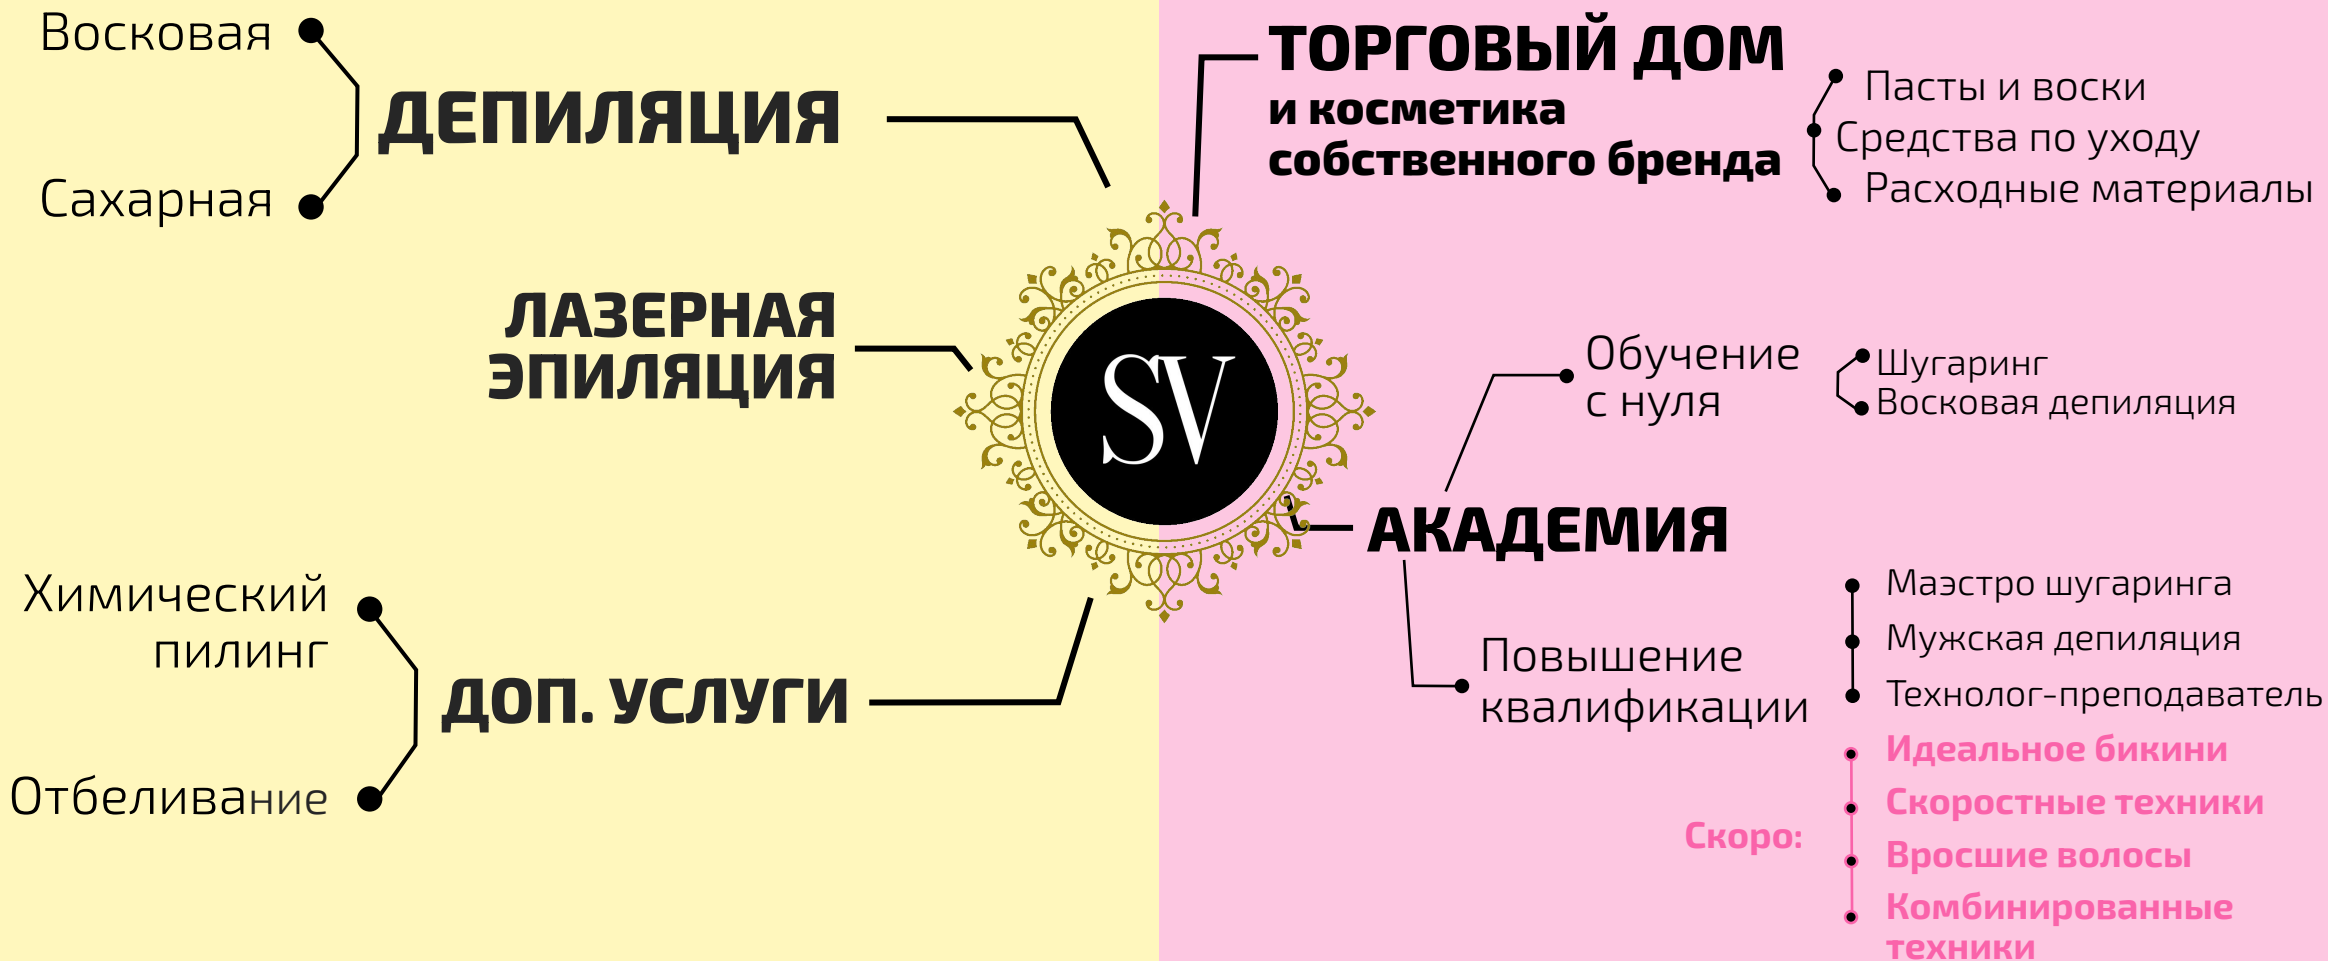 Восковая
ДЕПИЛЯЦИЯ
Сахарная
ЛАЗЕРНАЯ
ЭПИЛЯЦИЯ
Химический
пилинг
ДОП. УСЛУГИ
Отбеливание
SV
ТОРГОВЫЙ ДОМ
и косметика
собственного бренда
Пасты и воски
Средства по уходу
Расходные материалы
Обучение
с нуля
Шугаринг
Восковая депиляция
АКАДЕМИЯ
Повышение
квалификации
Маэстро шугаринга
Мужская депиляция
Технолог-преподаватель
Скоро:
Идеальное бикини
Скоростные техники
Вросшие волосы
Комбинированные
техники